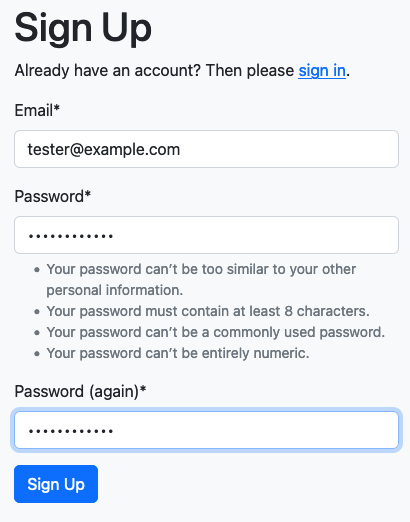 Sign Up
Already have an account? Then please sign in.
Email*
tester@example.com
Password*
••••••••••••
• Your password can’t be too similar to your other
personal information.
• Your password must contain at least 8 characters.
• Your password can’t be a commonly used password.
• Your password can’t be entirely numeric.
Password (again)*
••••••••••••
Sign Up